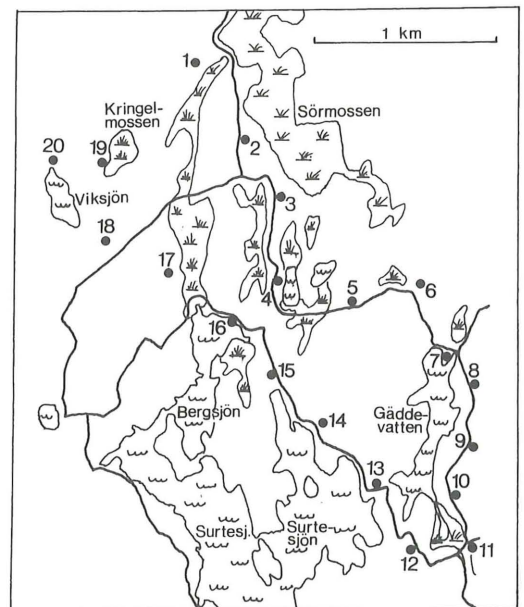 1 km
1
Kringel-
mossen
Sörmossen
2
20
19
Viksjön
3
18
17
4
5
6
16
7
15
8
Bergsjön
Gädde-
vatten
14
9
13
10
Surtesj.
Surte-
sjön
12
11